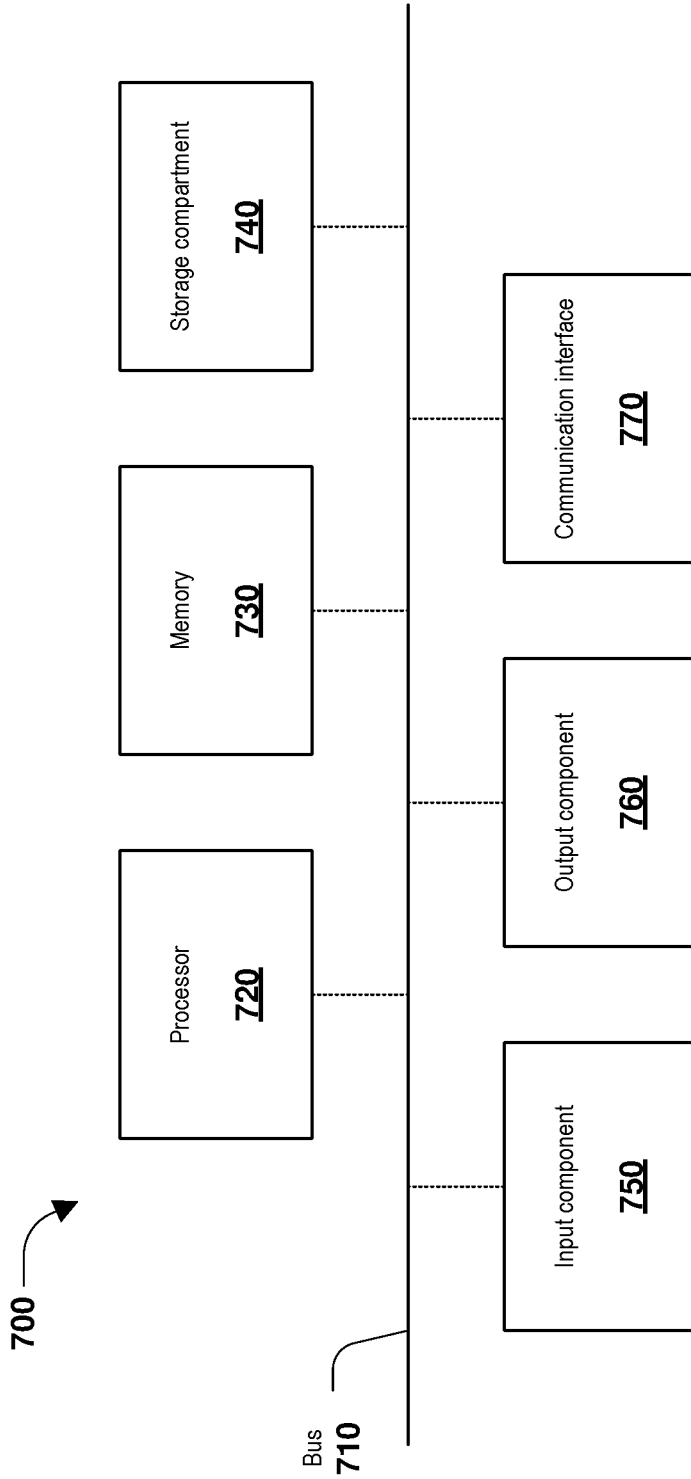 700
Processor
720
Memory
730
Storage compartment
740
Bus
710
Input component
750
Output component
760
Communication interface
770